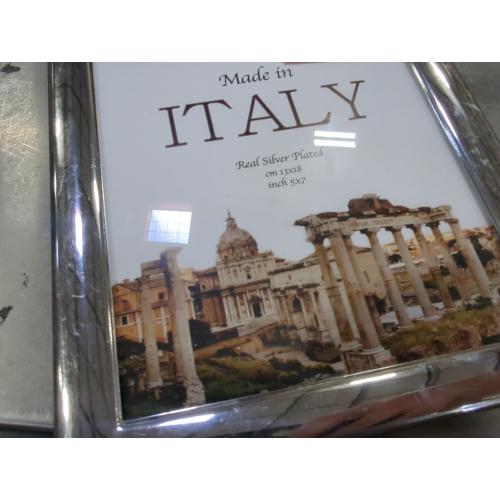 Made in
ITALY
Real Silver Plated
cm 13x18
inch 5x7